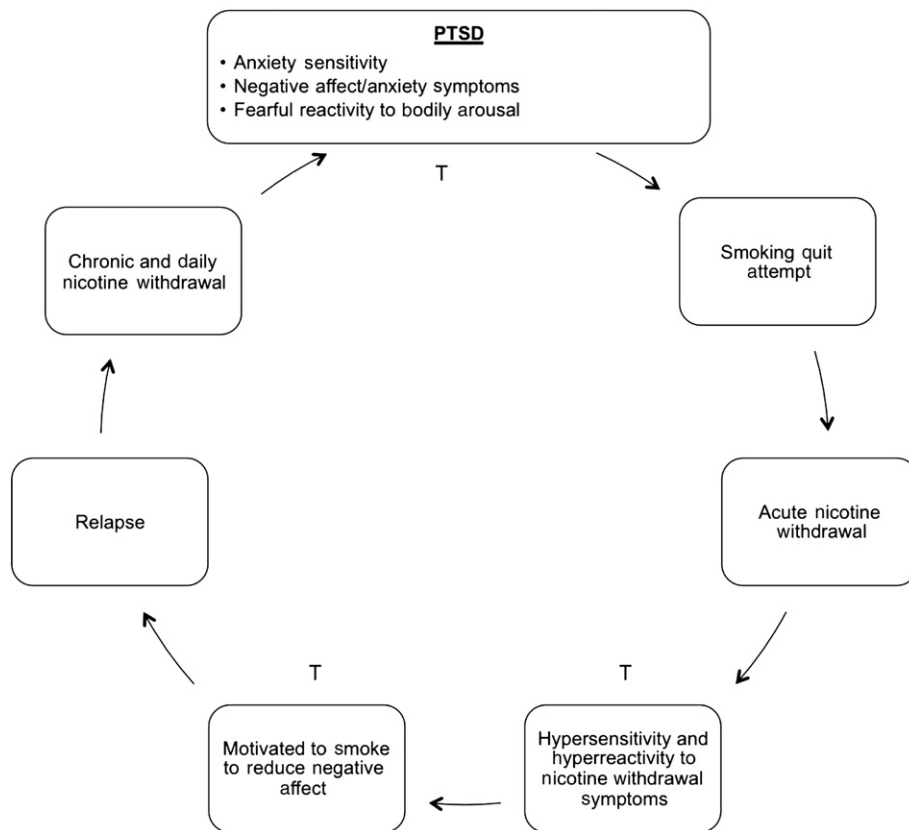 PTSD
• Anxiety sensitivity
• Negative affect/anxiety symptoms
• Fearful reactivity to bodily arousal
T
Smoking quit
attempt
Acute nicotine
withdrawal
T
Hypersensitivity and
hyperreactivity to
nicotine withdrawal
symptoms
T
Motivated to smoke
to reduce negative
affect
Relapse
Chronic and daily
nicotine withdrawal